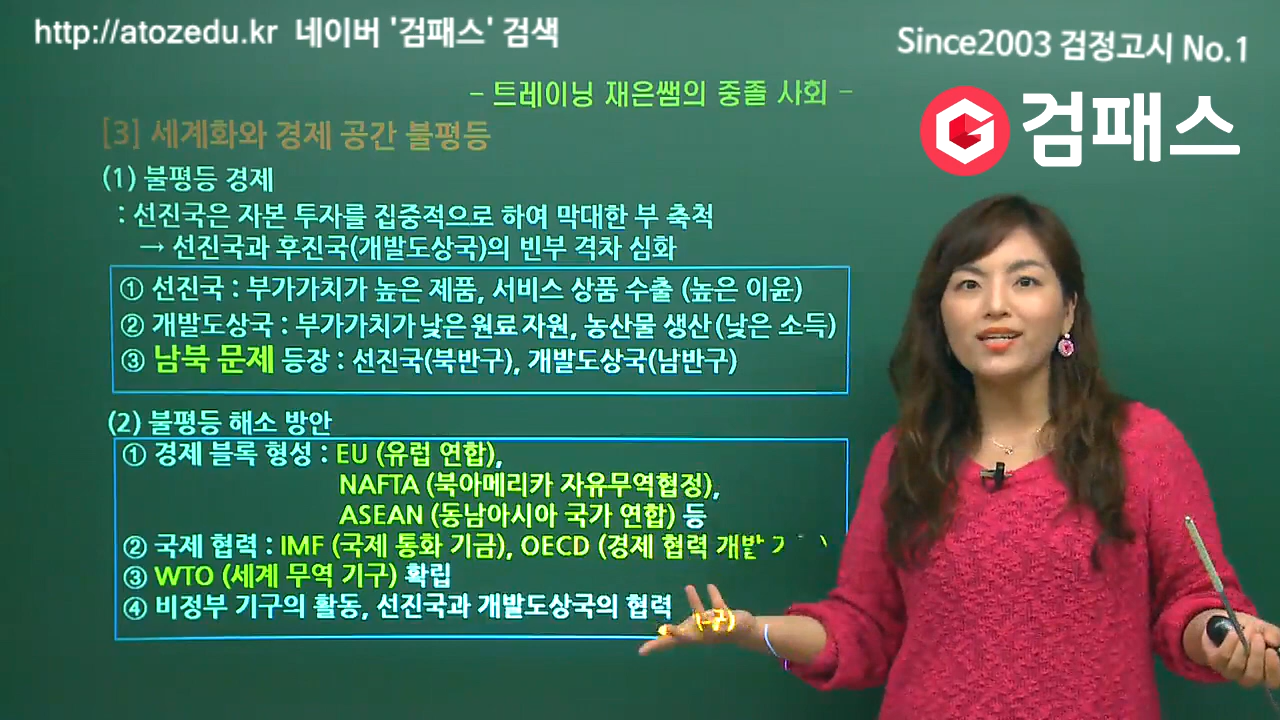 http://atozedu.kr 네이버 '검패스' 검색
Since2003 검정고시 No.1
검패스
- 트레이닝 재은쌤의 중졸 사회 -
[3] 세계화와 경제 공간 불평등
(1) 불평등 경제
: 선진국은 자본 투자를 집중적으로 하여 막대한 부 축척
→ 선진국과 후진국(개발도상국)의 빈부 격차 심화
① 선진국 : 부가가치가 높은 제품, 서비스 상품 수출 (높은 이윤)
② 개발도상국 : 부가가치가 낮은 원료 자원, 농산물 생산 (낮은 소득)
③ 남북 문제 등장 : 선진국(북반구), 개발도상국(남반구)
(2) 불평등 해소 방안
① 경제 블록 형성 : EU (유럽 연합),
NAFTA (북아메리카 자유무역협정),
ASEAN (동남아시아 국가 연합) 등
② 국제 협력 : IMF (국제 통화 기금), OECD (경제 협력 개발
③ WTO (세계 무역 기구) 확립
④ 비정부 기구의 활동, 선진국과 개발도상국의 협력